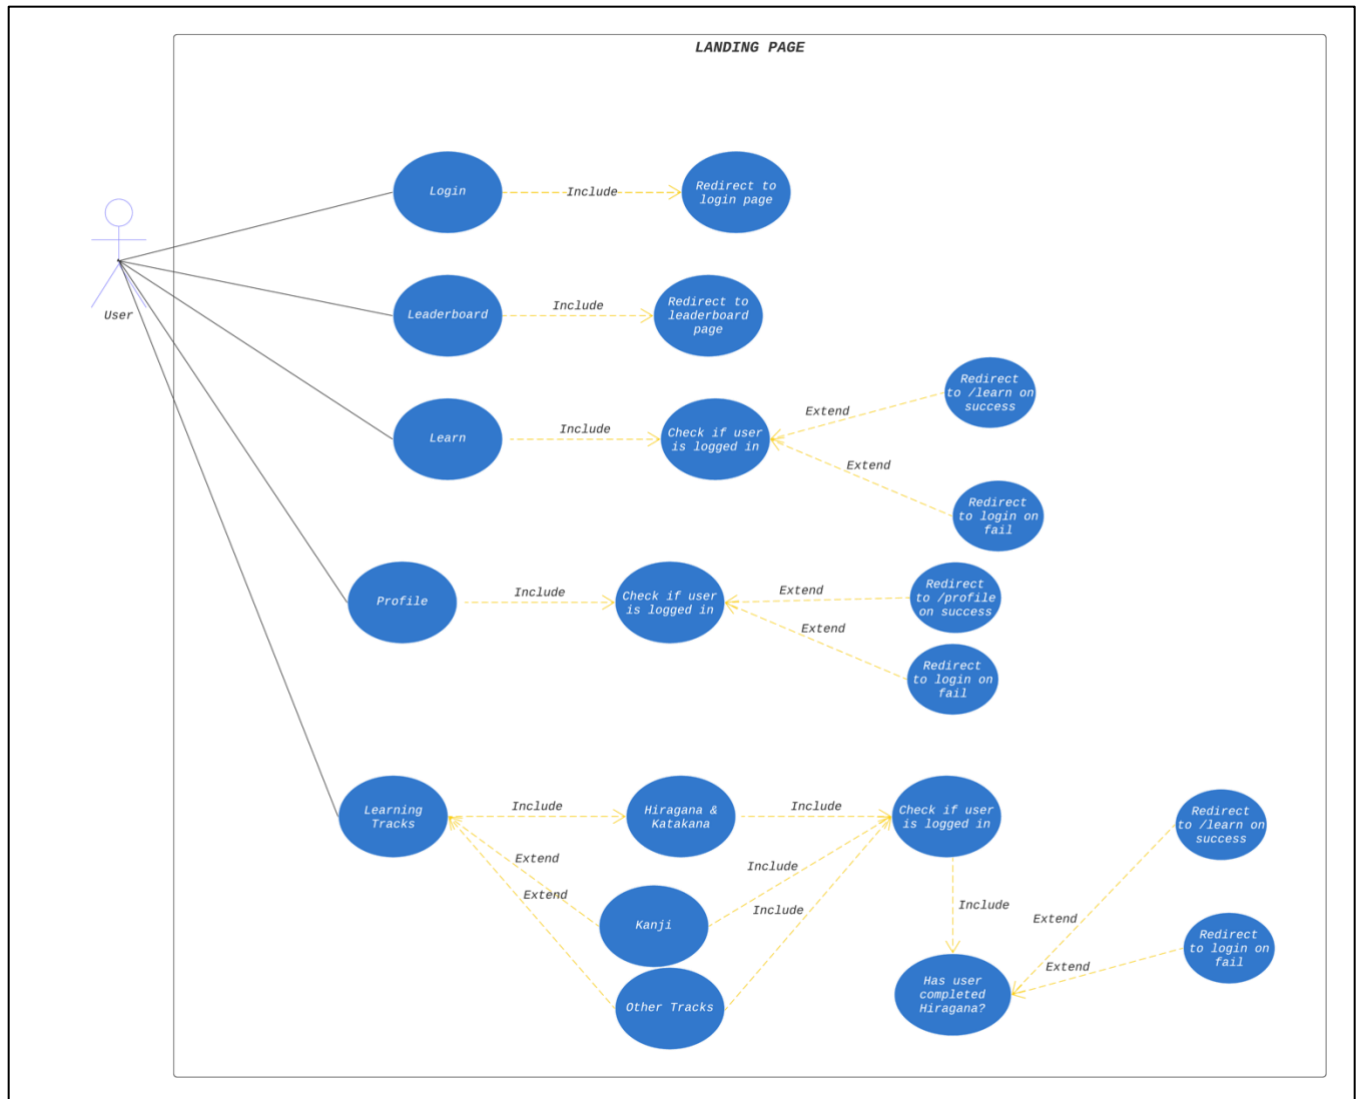 LANDING PAGE
User
Login
Include
Redirect to
login page
Leaderboard
Include
Redirect to
leaderboard
page
Learn
Include
Check if user
is logged in
Extend
Redirect
to /learn on
success
Extend
Redirect
to login on
fail
Profile
Include
Check if user
is logged in
Extend
Redirect
to /profile
on success
Extend
Redirect
to login on
fail
Learning
Tracks
Include
Hiragana &
Katakana
Include
Check if user
is logged in
Extend
Kanji
Include
Extend
Other Tracks
Include
Include
Has user
completed
Hiragana?
Extend
Redirect
to /learn on
success
Extend
Redirect
to login on
fail